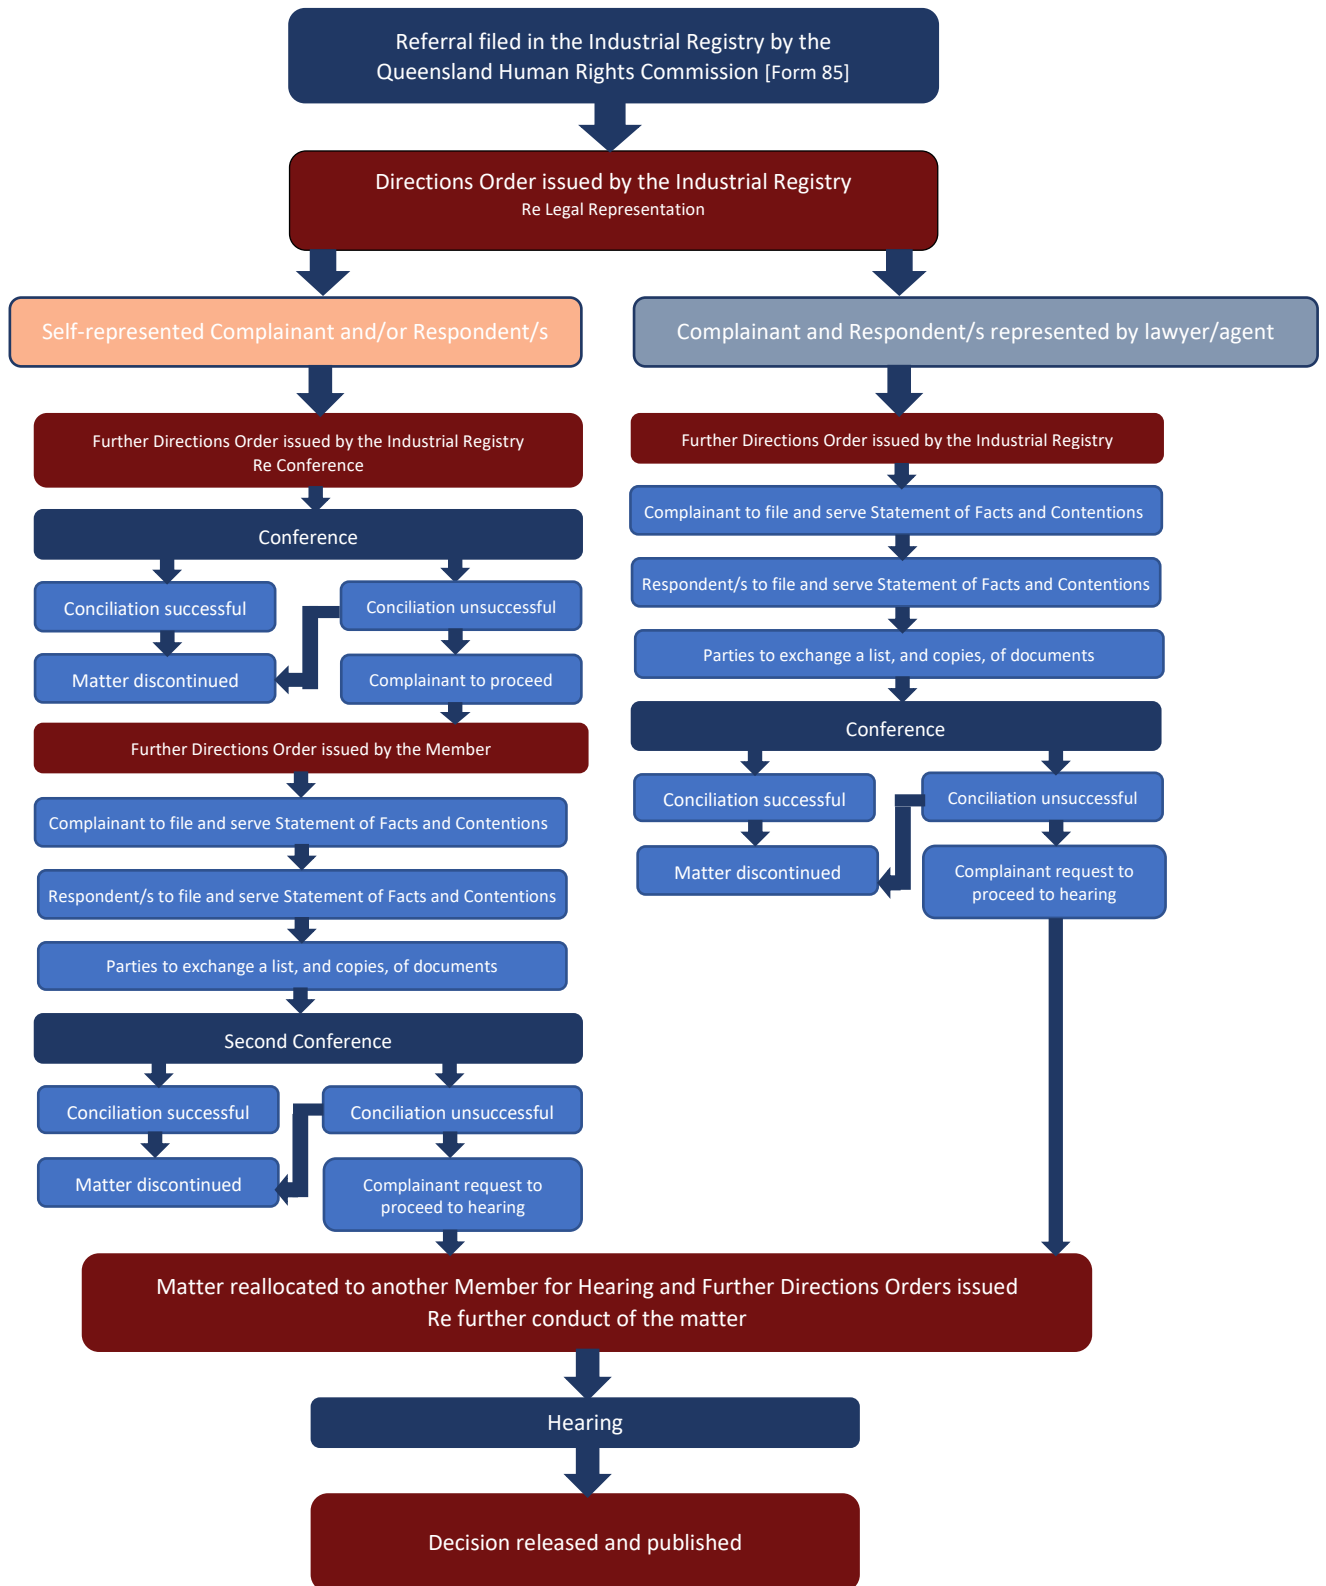 Referral filed in the Industrial Registry by the
Queensland Human Rights Commission [Form 85]
Directions Order issued by the Industrial Registry
Re Legal Representation
Self-represented Complainant and/or Respondent/s
Further Directions Order issued by the Industrial Registry
Re Conference
Conference
Conciliation successful
Conciliation unsuccessful
Matter discontinued
Complainant to proceed
Further Directions Order issued by the Member
Complainant to file and serve Statement of Facts and Contentions
Respondent/s to file and serve Statement of Facts and Contentions
Parties to exchange a list, and copies, of documents
Second Conference
Conciliation successful
Conciliation unsuccessful
Matter discontinued
Complainant request to
proceed to hearing
Complainant and Respondent/s represented by lawyer/agent
Further Directions Order issued by the Industrial Registry
Complainant to file and serve Statement of Facts and Contentions
Respondent/s to file and serve Statement of Facts and Contentions
Parties to exchange a list, and copies, of documents
Conference
Conciliation successful
Conciliation unsuccessful
Matter discontinued
Complainant request to
proceed to hearing
Matter reallocated to another Member for Hearing and Further Directions Orders issued
Re further conduct of the matter
Hearing
Decision released and published